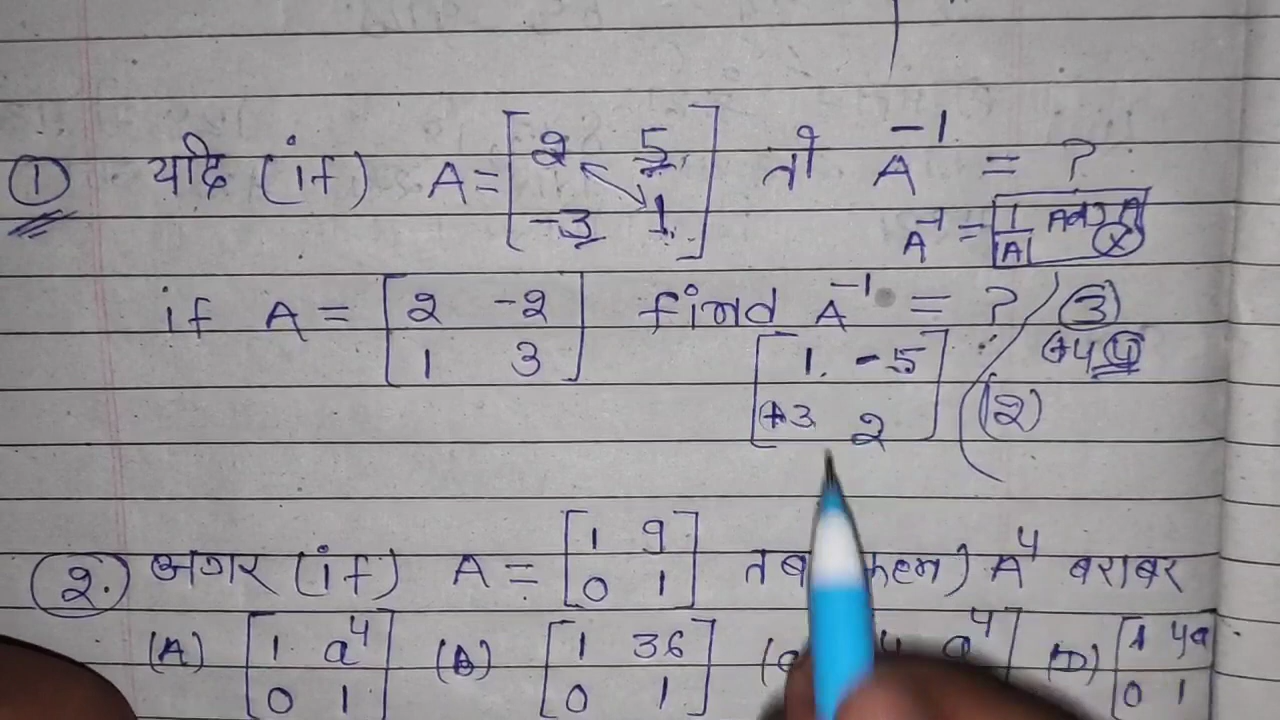 ① यदि (if) A = [2 5 तो A⁻¹ = ?
-3 1]
A⁻¹ = 1/|A| Adj A
if A = [2 -2 find A⁻¹ = ? (3)
1 3]
[1 -5 +4
+3 2] (2)
2. अगर (if) A = [1 9 तब A⁴ बराबर
0 1]
(A) [1 a⁴ (B) [1 36 a⁴] (D) [1 4a
0 1] 0 1] 0 1]